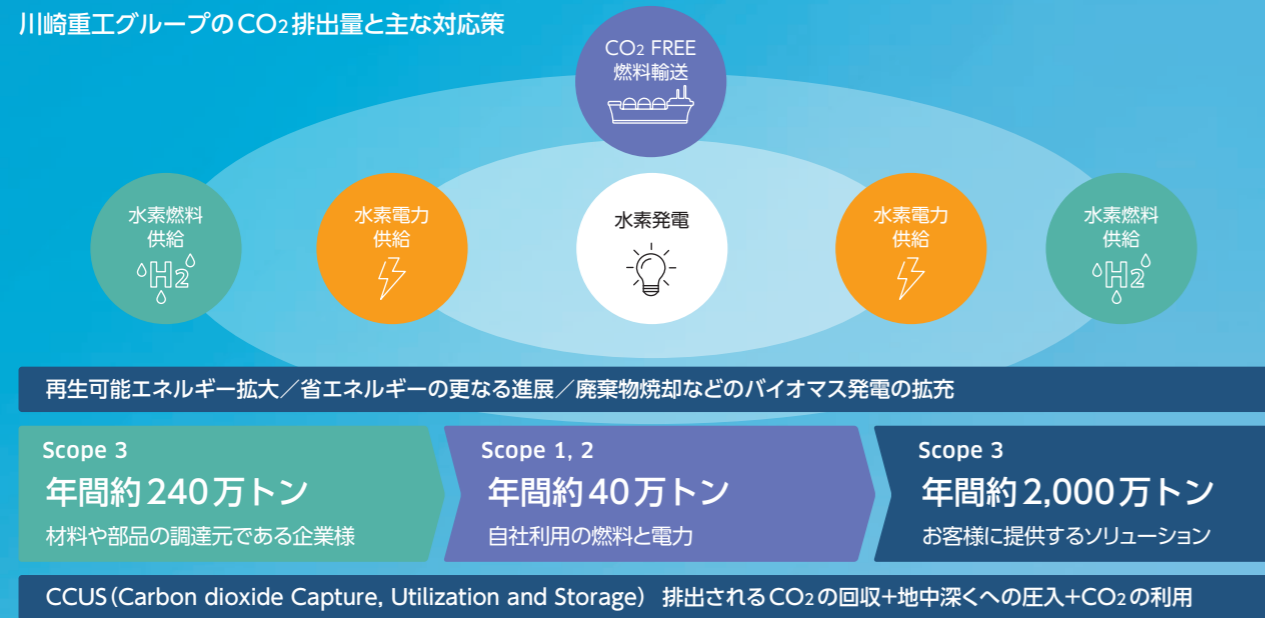 川崎重工グループのCO2排出量と主な対応策
CO2 FREE
燃料輸送
水素燃料
供給
H2
水素電力
供給
水素発電
水素電力
供給
水素燃料
供給
H2
再生可能エネルギー拡大／省エネルギーの更なる進展／廃棄物焼却などのバイオマス発電の拡充
Scope 3
年間約240万トン
材料や部品の調達元である企業様
Scope 1, 2
年間約40万トン
自社利用の燃料と電力
Scope 3
年間約2,000万トン
お客様に提供するソリューション
CCUS(Carbon dioxide Capture, Utilization and Storage) 排出されるCO2の回収+地中深くへの圧入+CO2の利用